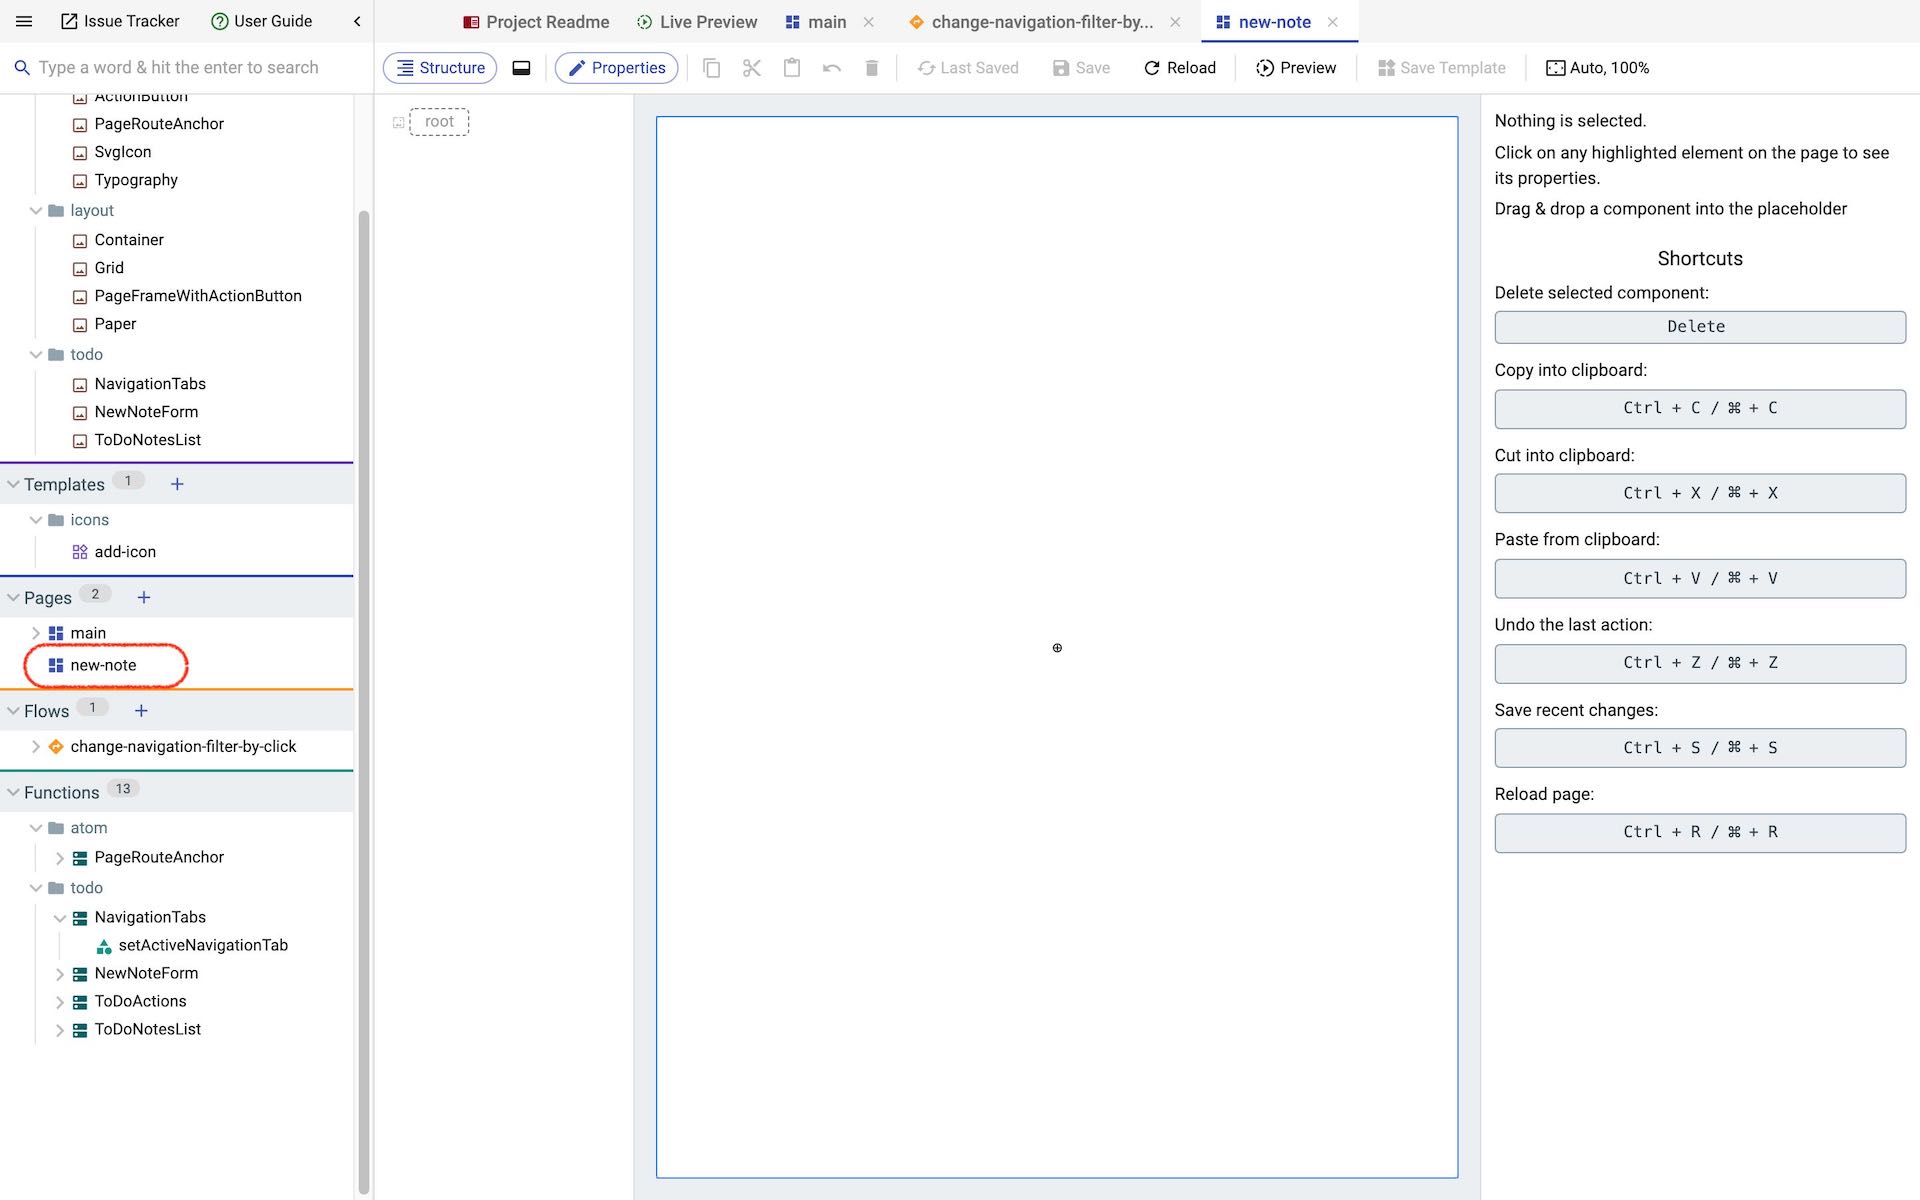 Issue Tracker
User Guide
Project Readme
Live Preview
main
change-navigation-filter-by...
new-note
Type a word & hit the enter to search
Structure
Properties
Last Saved
Save
Reload
Preview
Save Template
Auto, 100%
ActionButton
PageRouteAnchor
SvgIcon
Typography
layout
Container
Grid
PageFrameWithActionButton
Paper
todo
NavigationTabs
NewNoteForm
ToDoNotesList
Templates 1 +
icons
add-icon
Pages 2 +
main
new-note
Flows 1 +
change-navigation-filter-by-click
Functions 13
atom
PageRouteAnchor
todo
NavigationTabs
setActiveNavigationTab
NewNoteForm
ToDoActions
ToDoNotesList
root
Nothing is selected.
Click on any highlighted element on the page to see
its properties.
Drag & drop a component into the placeholder
Shortcuts
Delete selected component:
Delete
Copy into clipboard:
Ctrl + C / ⌘ + C
Cut into clipboard:
Ctrl + X / ⌘ + X
Paste from clipboard:
Ctrl + V / ⌘ + V
Undo the last action:
Ctrl + Z / ⌘ + Z
Save recent changes:
Ctrl + S / ⌘ + S
Reload page:
Ctrl + R / ⌘ + R